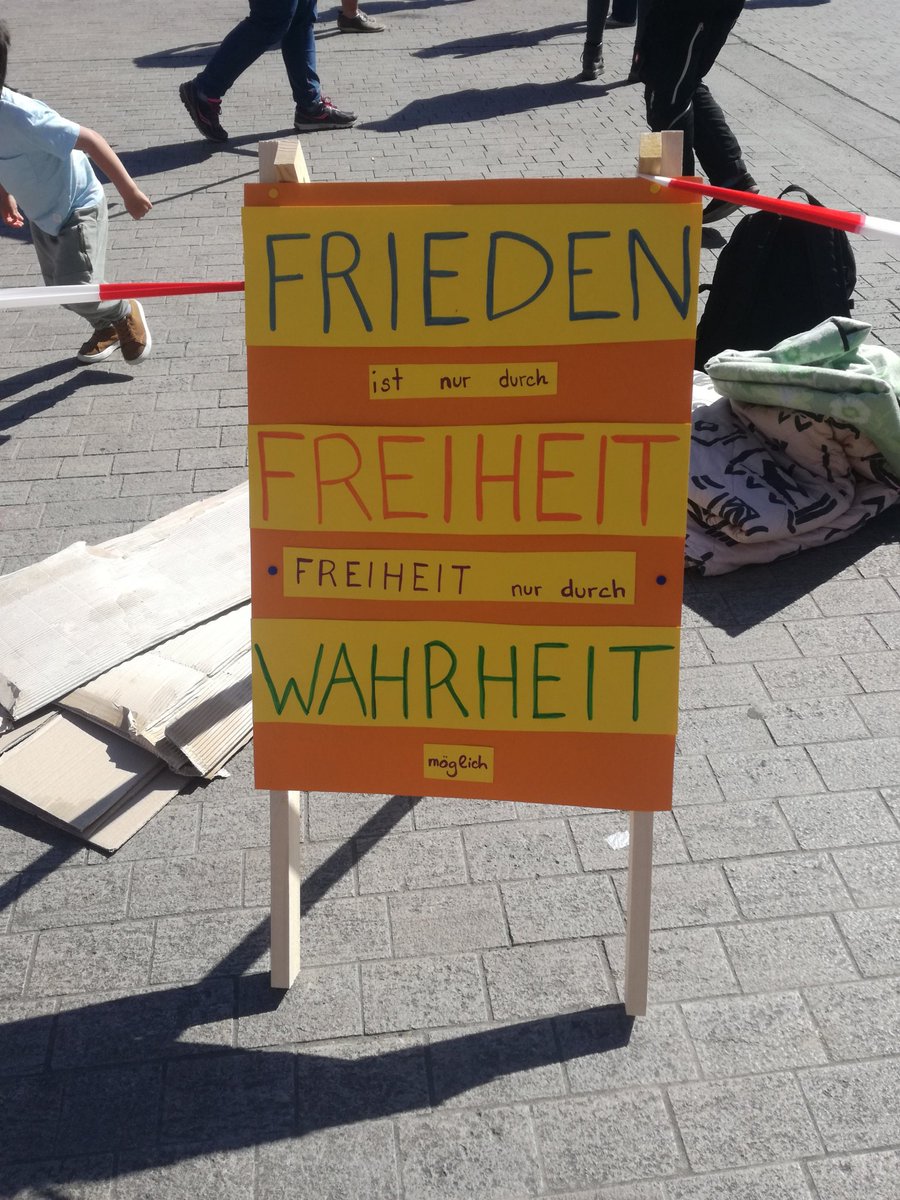 FRIEDEN
ist nur durch
FREIHEIT
FREIHEIT nur durch
WAHRHEIT
möglich